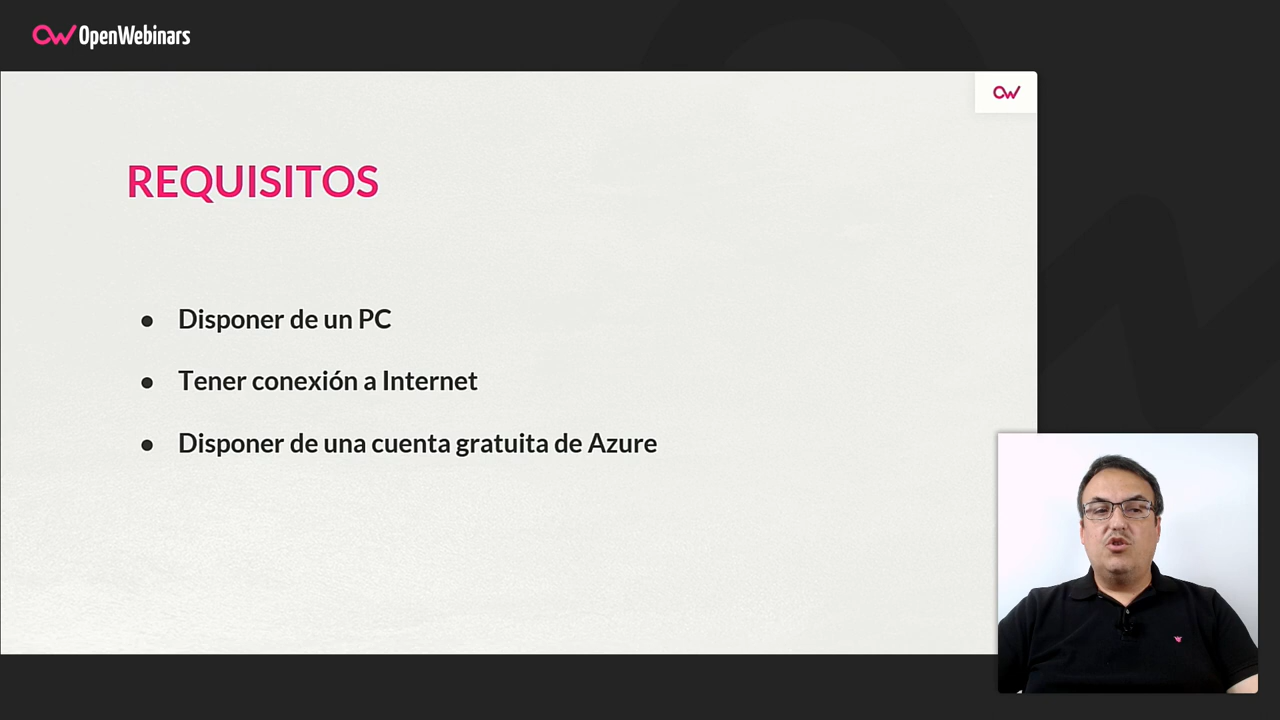 OpenWebinars
REQUISITOS
● Disponer de un PC
● Tener conexión a Internet
● Disponer de una cuenta gratuita de Azure